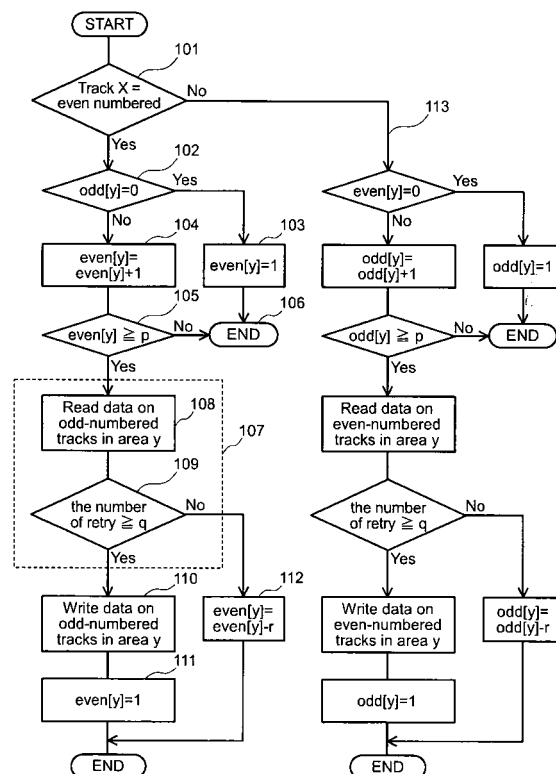 START
101
Track X =
even numbered
No
113
Yes
102
odd[y]=0
Yes
No
even[y]=0
Yes
No
104
even[y]=
even[y]+1
103
even[y]=1
odd[y]=
odd[y]+1
odd[y]=1
105
even[y] ≧ p
No
106
END
Yes
odd[y] ≧ p
No
END
Yes
Read data on
odd-numbered
tracks in area y
108
107
Read data on
even-numbered
tracks in area y
109
the number
of retry ≧ q
No
Yes
the number
of retry ≧ q
No
Yes
110
Write data on
odd-numbered
tracks in area y
112
even[y]=
even[y]-r
Write data on
even-numbered
tracks in area y
odd[y]=
odd[y]-r
111
even[y]=1
odd[y]=1
END
END